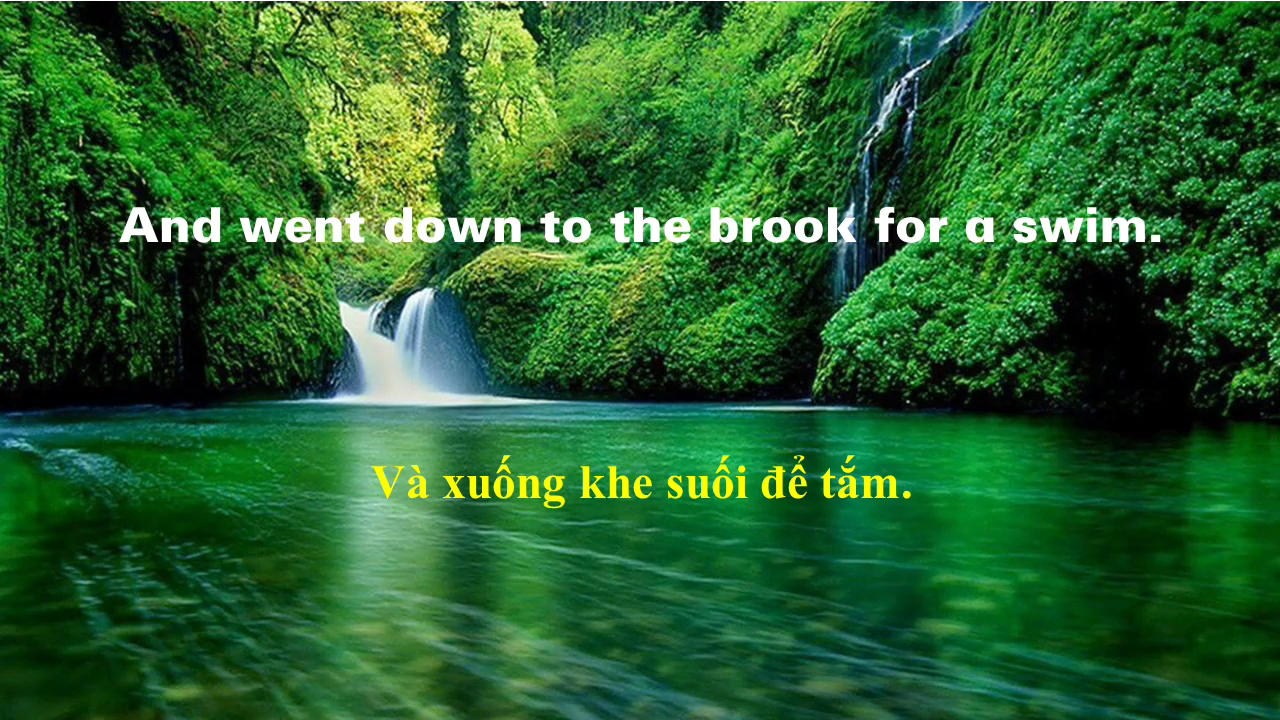 And went down to the brook for a swim.
Và xuống khe suối để tắm.